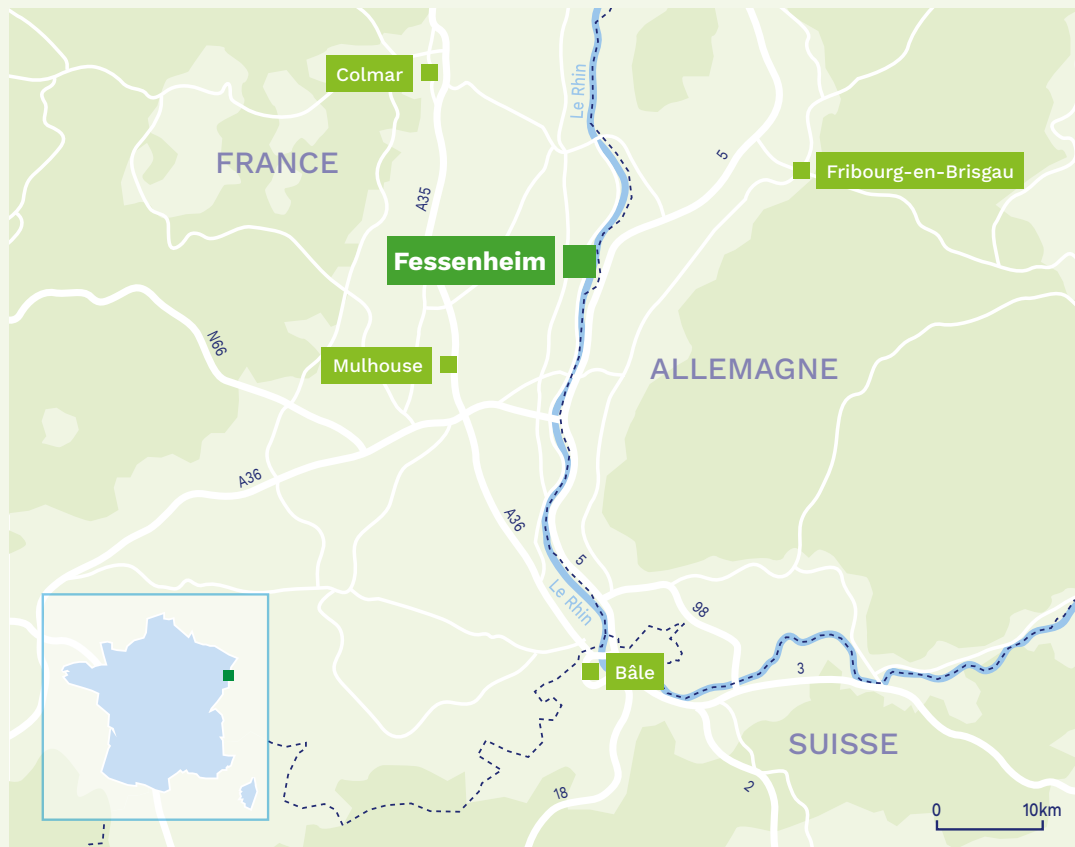 Colmar
Le Rhin
FRANCE
5
Fribourg-en-Brisgau
A35
Fessenheim
N66
Mulhouse
ALLEMAGNE
A36
A36
5
Le Rhin
98
Bâle
3
SUISSE
18
2
0
10km